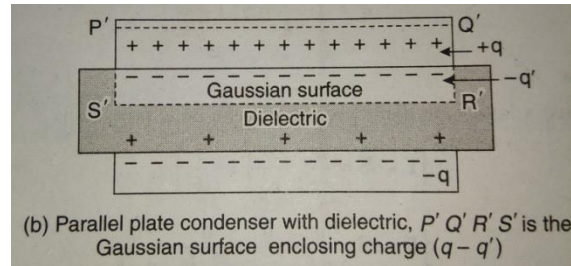 P' Q'
+ + + + + + + + + + + + +q
− − − − − − − − − − − − −q'
Gaussian surface
S' R'
Dielectric
+ + + + +
− − − − − − − − − − − − −q
(b) Parallel plate condenser with dielectric, P' Q' R' S' is the
Gaussian surface enclosing charge (q − q')